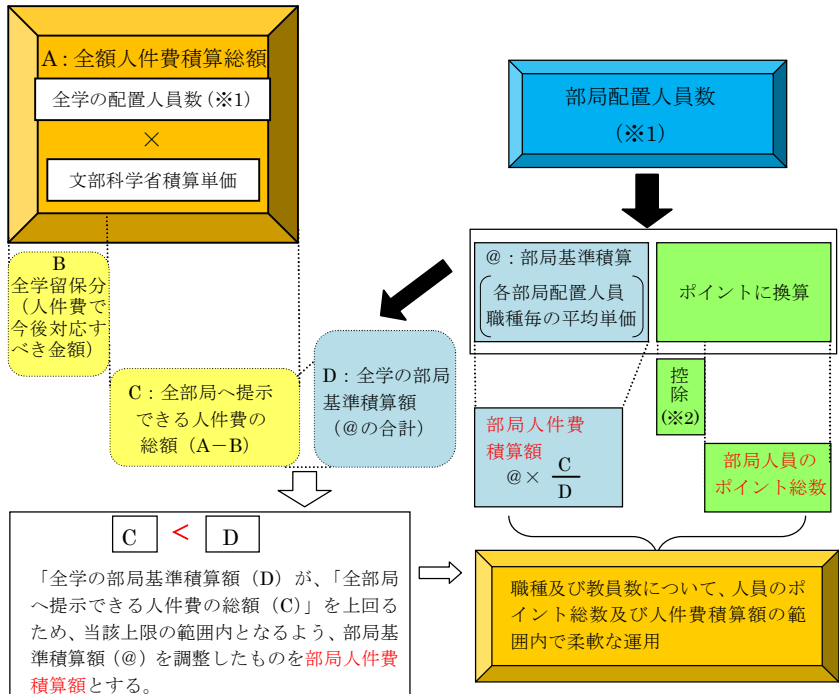 A：全額人件費積算総額
全学の配置人員数（※1）
×
文部科学省積算単価
部局配置人員数
（※1）
B
全学留保分
（人件費で
今後対応す
べき金額）
@：部局基準積算
各部局配置人員
職種毎の平均単価
ポイントに換算
C：全部局へ提示
できる人件費の
総額（A－B）
D：全学の部局
基準積算額
（@の合計）
控除
(※2)
部局人件費
積算額
@× C
D
部局人員の
ポイント総数
C < D
「全学の部局基準積算額（D）が、「全部局
へ提示できる人件費の総額（C）」を上回る
ため、当該上限の範囲内となるよう、部局基
準積算額（@）を調整したものを部局人件費
積算額とする。
職種及び教員数について、人員のポ
イント総数及び人件費積算額の範
囲内で柔軟な運用